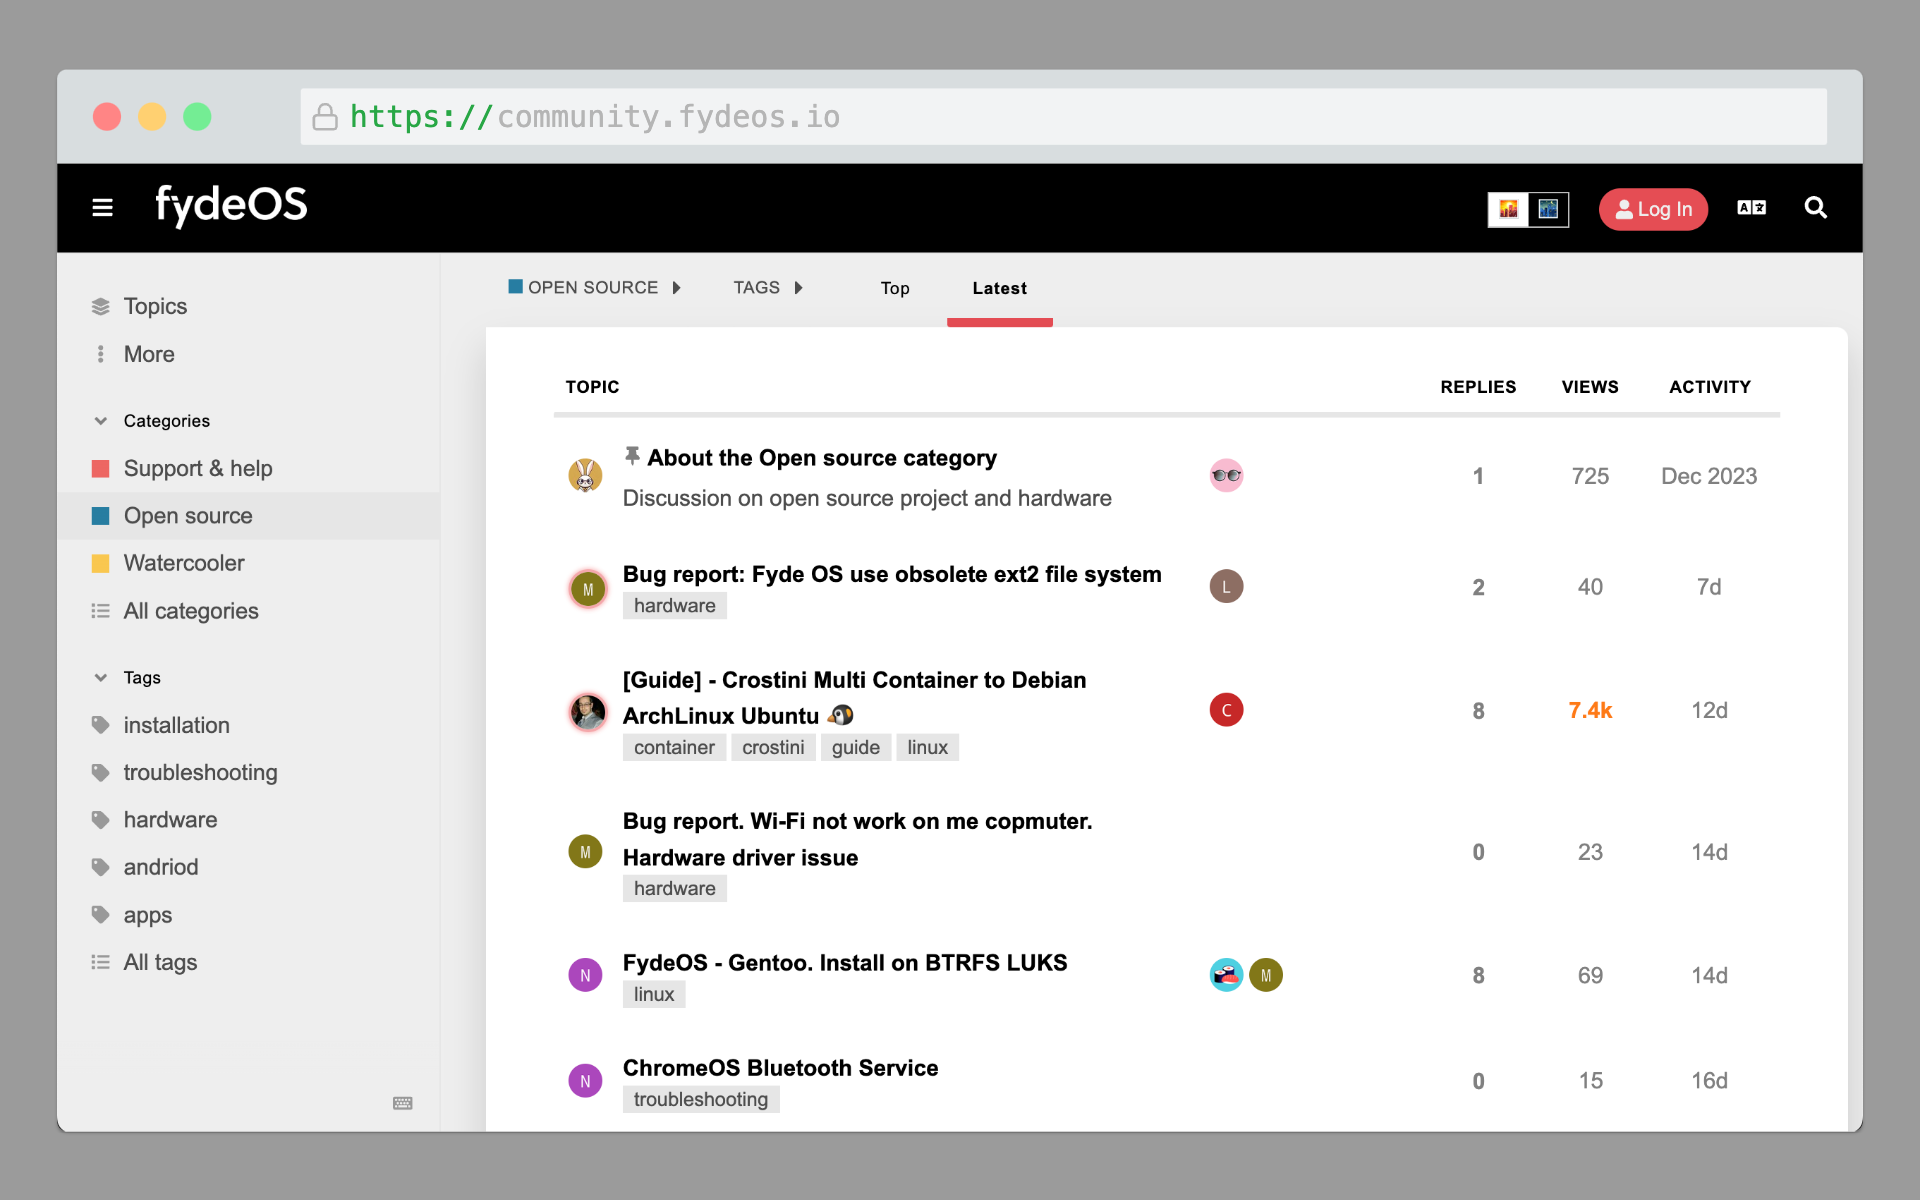 https://community.fydeos.io
fydeOS
Log In
Topics
More
Categories
Support & help
Open source
Watercooler
All categories
Tags
installation
troubleshooting
hardware
andriod
apps
All tags
OPEN SOURCE TAGS Top Latest
TOPIC REPLIES VIEWS ACTIVITY
About the Open source category
Discussion on open source project and hardware
1 725 Dec 2023
M Bug report: Fyde OS use obsolete ext2 file system
hardware
L 2 40 7d
[Guide] - Crostini Multi Container to Debian
ArchLinux Ubuntu 🐧
container crostini guide linux
C 8 7.4k 12d
M Bug report. Wi-Fi not work on me copmuter.
Hardware driver issue
hardware
0 23 14d
N FydeOS - Gentoo. Install on BTRFS LUKS
linux
M 8 69 14d
N ChromeOS Bluetooth Service
troubleshooting
0 15 16d